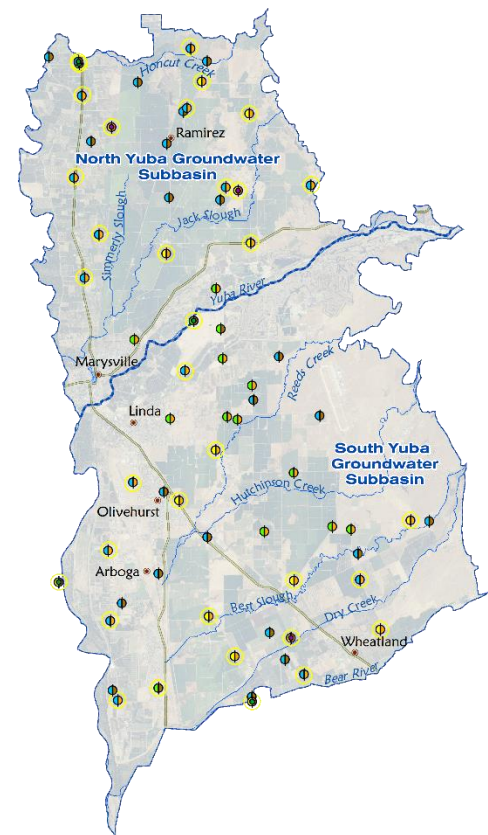 Honcut Creek
Ramirez
North Yuba Groundwater
Subbasin
Jack Slough
Simmerly Slough
Yuba River
Marysville
Reeds Creek
Linda
South Yuba
Groundwater
Subbasin
Hutchinson Creek
Olivehurst
Arboga
Best Slough
Dry Creek
Wheatland
Bear River